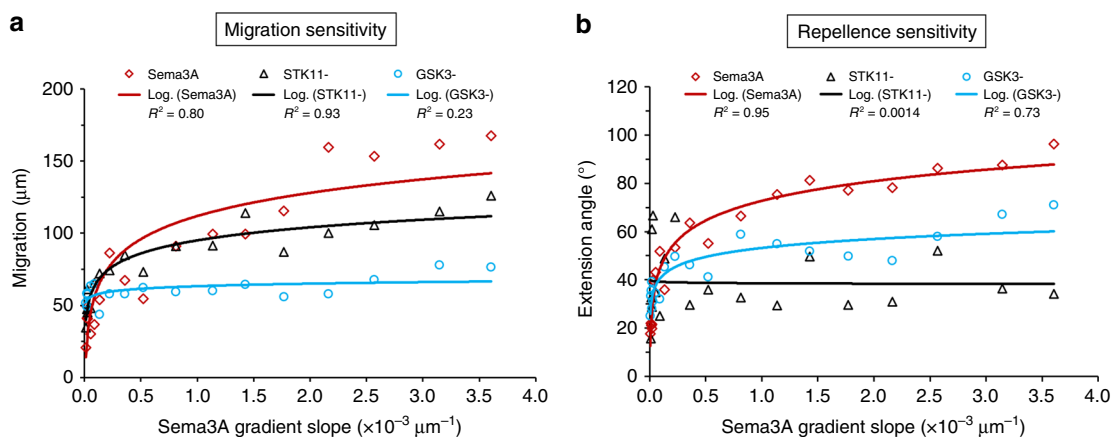 a
Migration sensitivity
Sema3A STK11- GSK3-
Log. (Sema3A) Log. (STK11-) Log. (GSK3-)
R² = 0.80 R² = 0.93 R² = 0.23
200
150
100
50
0
Migration (μm)
0.0 0.5 1.0 1.5 2.0 2.5 3.0 3.5 4.0
Sema3A gradient slope (×10⁻³ μm⁻¹)
b
Repellence sensitivity
Sema3A STK11- GSK3-
Log. (Sema3A) Log. (STK11-) Log. (GSK3-)
R² = 0.95 R² = 0.0014 R² = 0.73
120
100
80
60
40
20
0
Extension angle (°)
0.0 0.5 1.0 1.5 2.0 2.5 3.0 3.5 4.0
Sema3A gradient slope (×10⁻³ μm⁻¹)